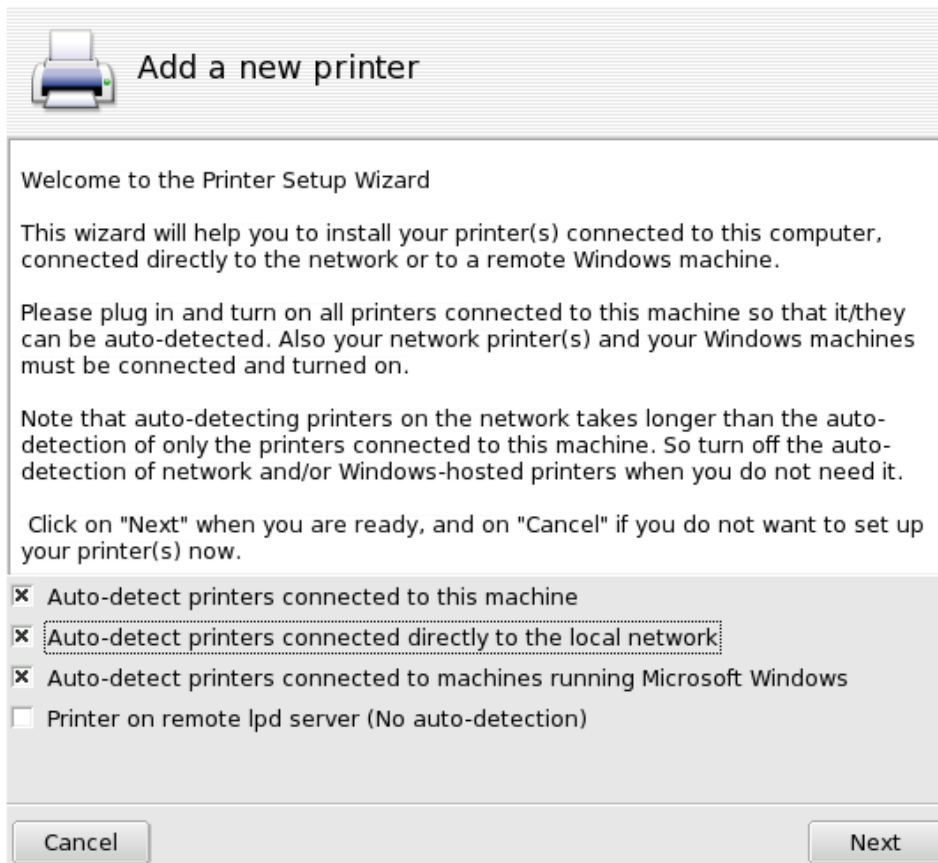 Add a new printer
Welcome to the Printer Setup Wizard
This wizard will help you to install your printer(s) connected to this computer,
connected directly to the network or to a remote Windows machine.
Please plug in and turn on all printers connected to this machine so that it/they
can be auto-detected. Also your network printer(s) and your Windows machines
must be connected and turned on.
Note that auto-detecting printers on the network takes longer than the auto-
detection of only the printers connected to this machine. So turn off the auto-
detection of network and/or Windows-hosted printers when you do not need it.
Click on "Next" when you are ready, and on "Cancel" if you do not want to set up
your printer(s) now.
Auto-detect printers connected to this machine
Auto-detect printers connected directly to the local network
Auto-detect printers connected to machines running Microsoft Windows
Printer on remote lpd server (No auto-detection)
Cancel
Next